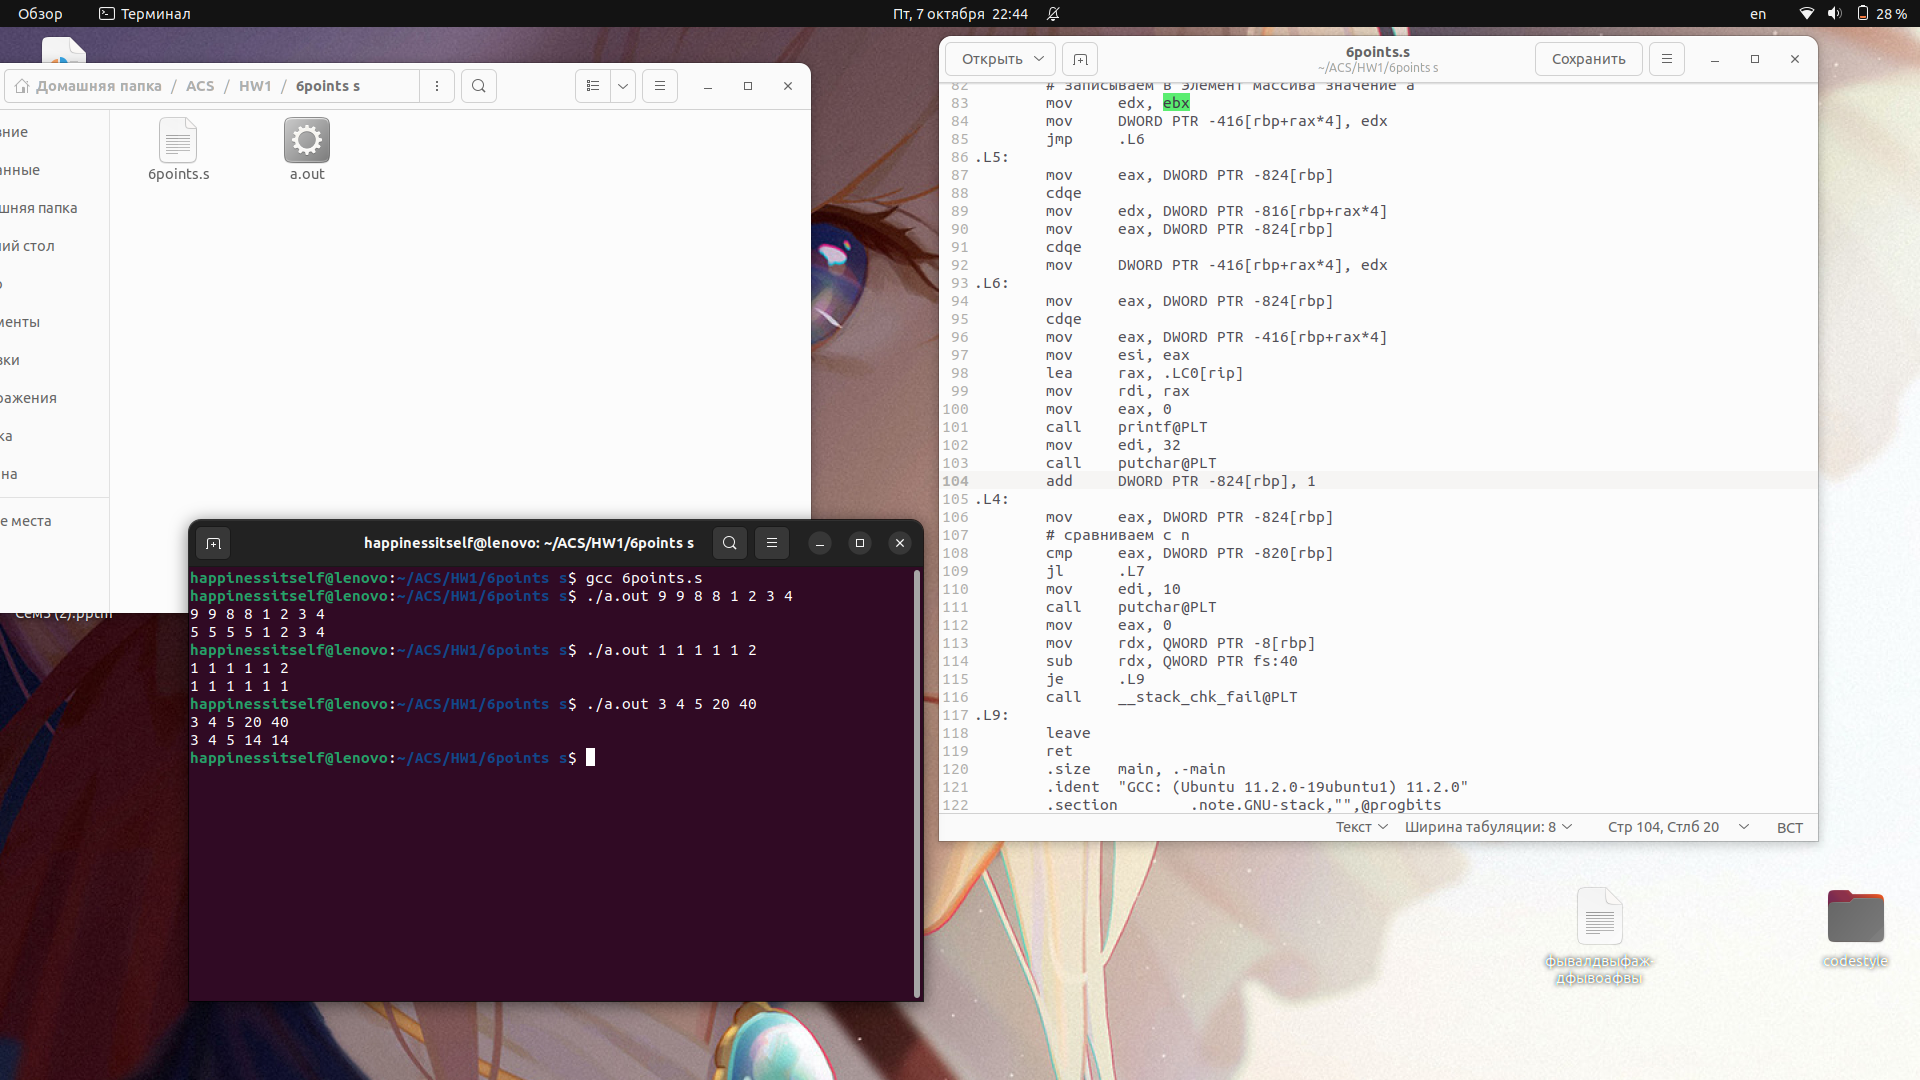 Обзор
Терминал
Пт, 7 октября 22:44
en
28 %
Домашняя папка / ACS / HW1 / 6points s
6points.s
a.out
шняя папка
е места
Открыть
6points.s
~/ACS/HW1/6points s
Сохранить
82 # записываем в элемент массива значение a
83 mov edx, ebx
84 mov DWORD PTR -416[rbp+rax*4], edx
85 jmp .L6
86 .L5:
87 mov eax, DWORD PTR -824[rbp]
88 cdqe
89 mov edx, DWORD PTR -816[rbp+rax*4]
90 mov eax, DWORD PTR -824[rbp]
91 cdqe
92 mov DWORD PTR -416[rbp+rax*4], edx
93 .L6:
94 mov eax, DWORD PTR -824[rbp]
95 cdqe
96 mov eax, DWORD PTR -416[rbp+rax*4]
97 mov esi, eax
98 lea rax, .LC0[rip]
99 mov rdi, rax
100 mov eax, 0
101 call printf@PLT
102 mov edi, 32
103 call putchar@PLT
104 add DWORD PTR -824[rbp], 1
105 .L4:
106 mov eax, DWORD PTR -824[rbp]
107 # сравниваем с n
108 cmp eax, DWORD PTR -820[rbp]
109 jl .L7
110 mov edi, 10
111 call putchar@PLT
112 mov eax, 0
113 mov rdx, QWORD PTR -8[rbp]
114 sub rdx, QWORD PTR fs:40
115 je .L9
116 call __stack_chk_fail@PLT
117 .L9:
118 leave
119 ret
120 .size main, .-main
121 .ident "GCC: (Ubuntu 11.2.0-19ubuntu1) 11.2.0"
122 .section .note.GNU-stack,"",@progbits
Текст
Ширина табуляции: 8
Стр 104, Стлб 20
ВСТ
happinessitself@lenovo: ~/ACS/HW1/6points s
happinessitself@lenovo:~/ACS/HW1/6points s$ gcc 6points.s
happinessitself@lenovo:~/ACS/HW1/6points s$ ./a.out 9 9 8 8 1 2 3 4
9 9 8 8 1 2 3 4
5 5 5 5 1 2 3 4
happinessitself@lenovo:~/ACS/HW1/6points s$ ./a.out 1 1 1 1 1 2
1 1 1 1 1 2
1 1 1 1 1 1
happinessitself@lenovo:~/ACS/HW1/6points s$ ./a.out 3 4 5 20 40
3 4 5 20 40
3 4 5 14 14
happinessitself@lenovo:~/ACS/HW1/6points s$
фывалдвыфаж-
дфывоафвы
codestyle